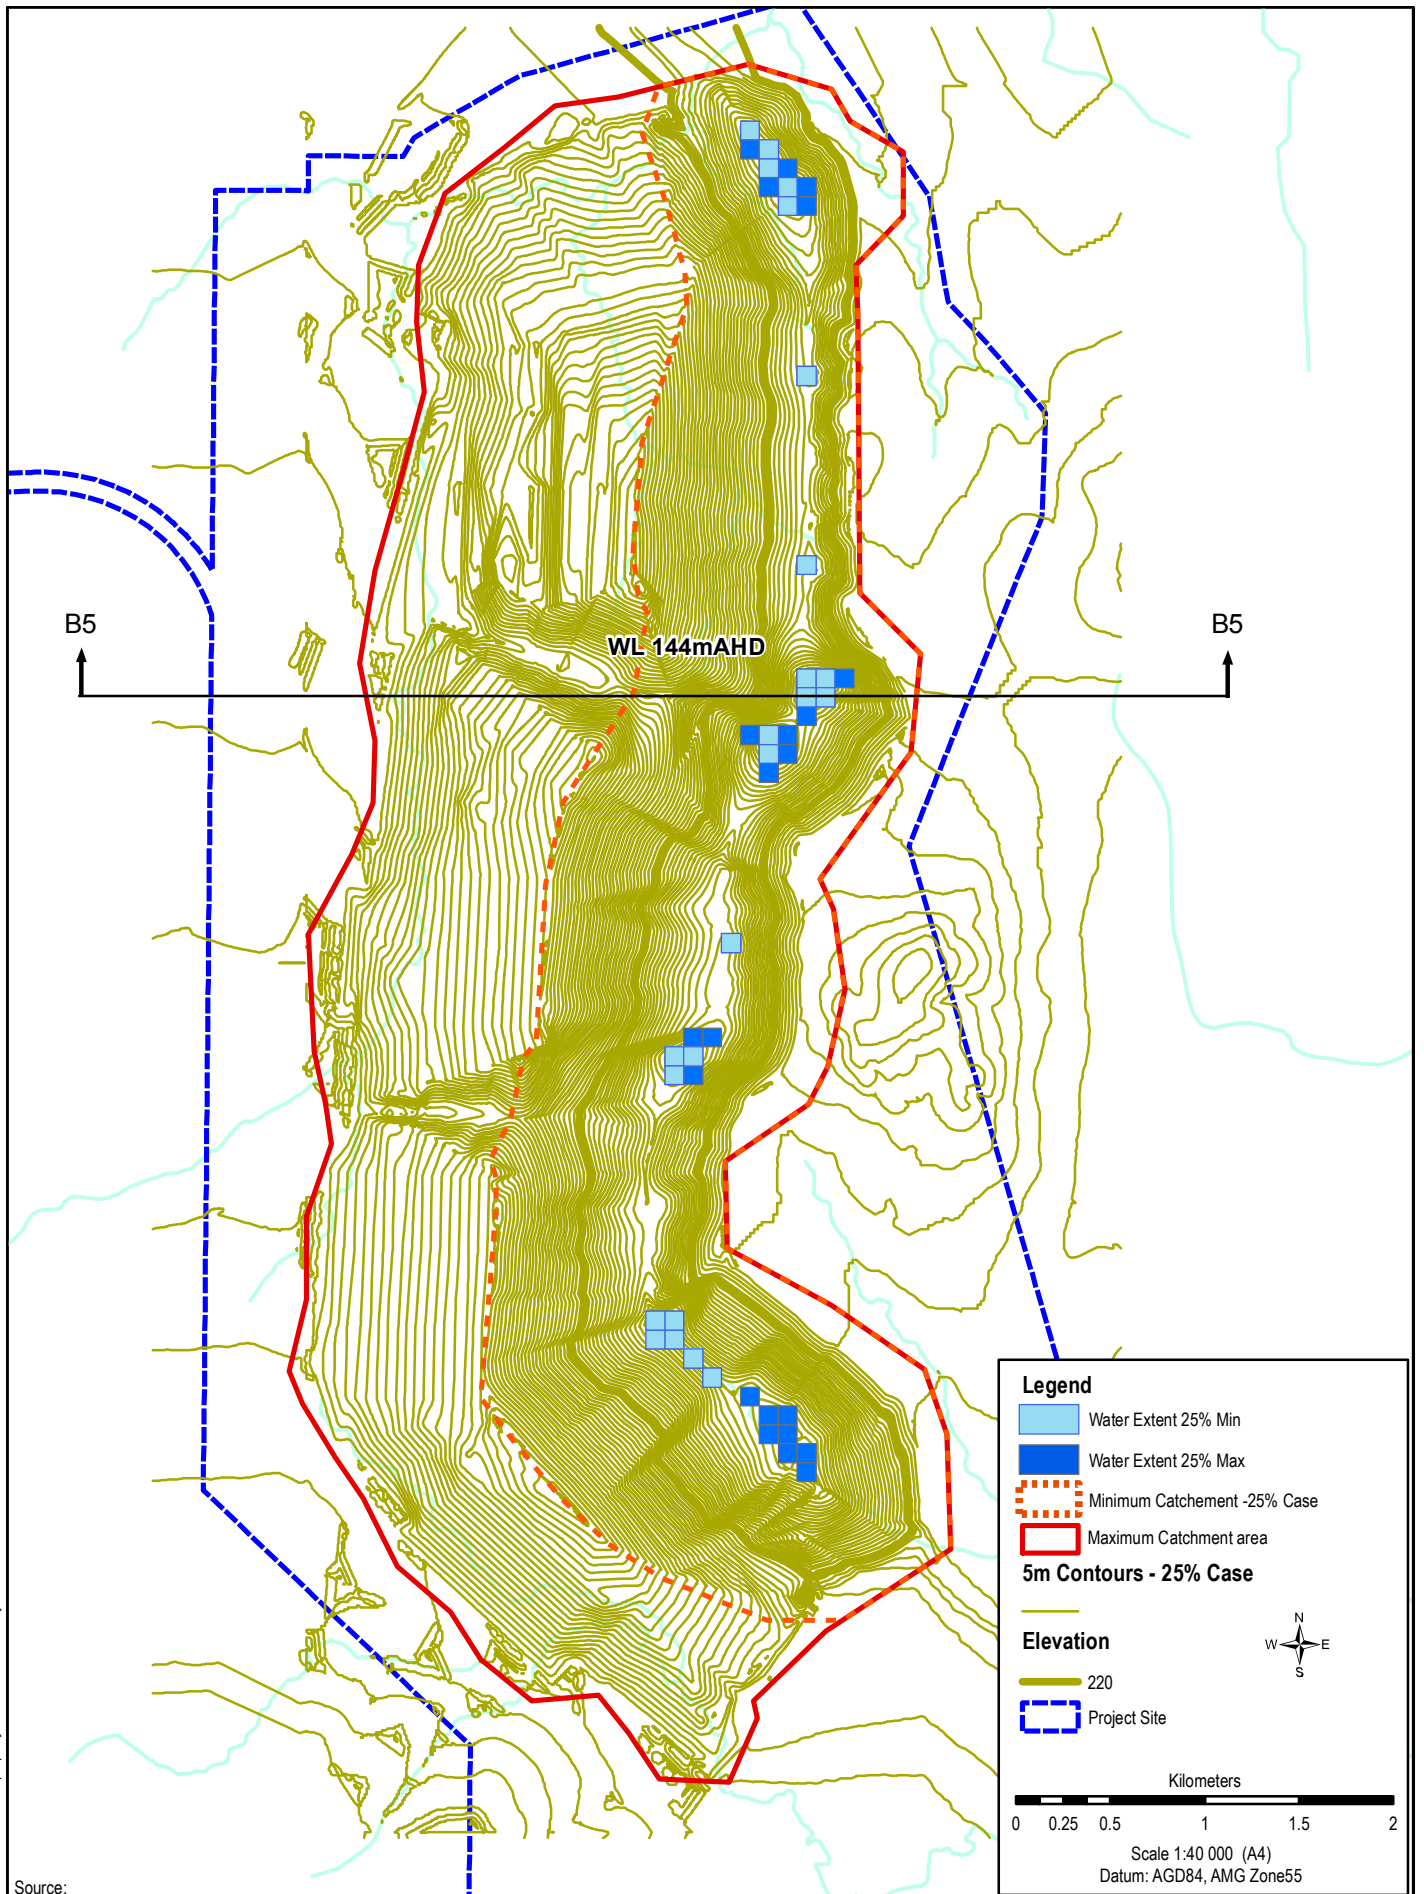 B5
B5
WL 144mAHD
Legend
Water Extent 25% Min
Water Extent 25% Max
Minimum Catchement -25% Case
Maximum Catchment area
5m Contours - 25% Case
Elevation
220
Project Site
N
W E
S
Kilometers
0 0.25 0.5 1 1.5 2
Scale 1:40 000 (A4)
Datum: AGD84, AMG Zone55
Source: